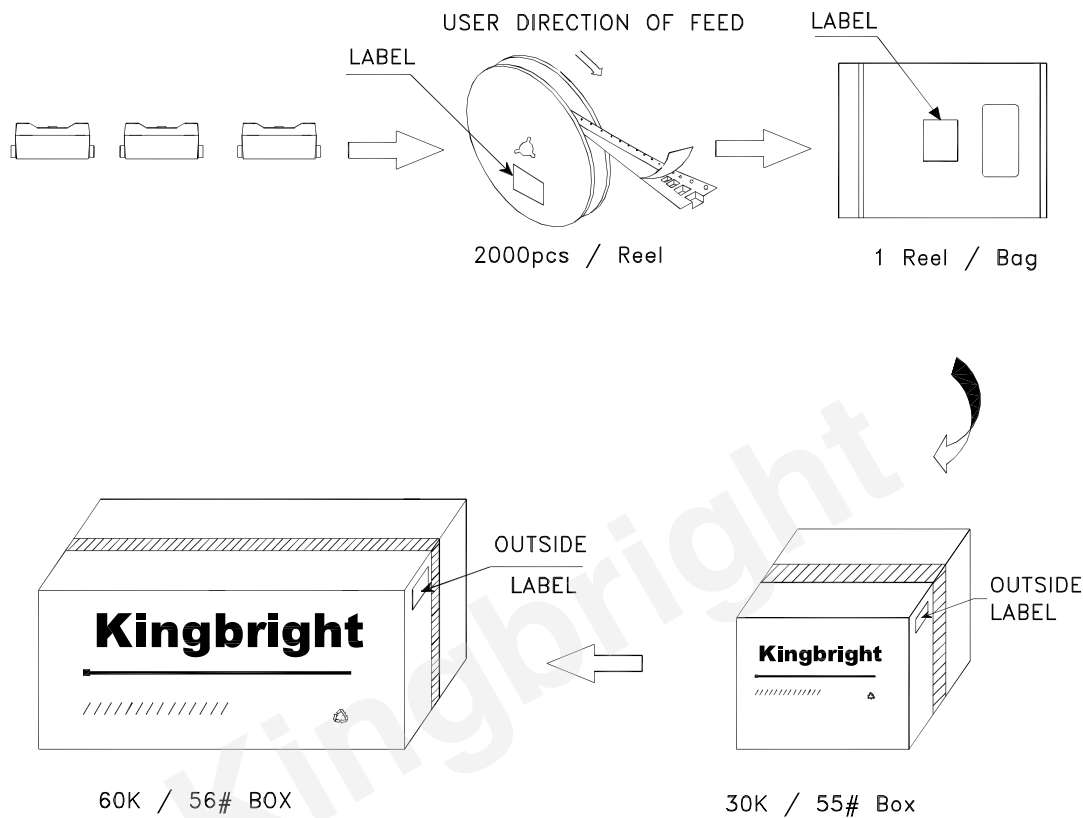 USER DIRECTION OF FEED
LABEL
LABEL
2000pcs / Reel
1 Reel / Bag
OUTSIDE
LABEL
OUTSIDE
LABEL
Kingbright
Kingbright
60K / 56# BOX
30K / 55# Box
Kingbright